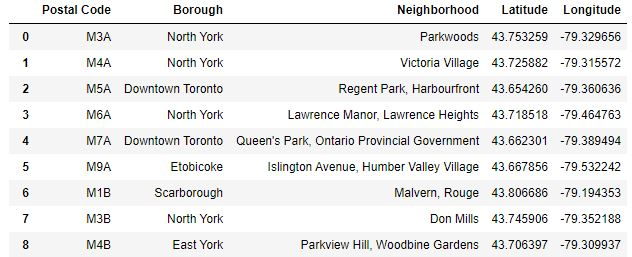 Postal Code Borough Neighborhood Latitude Longitude
0 M3A North York Parkwoods 43.753259 -79.329656
1 M4A North York Victoria Village 43.725882 -79.315572
2 M5A Downtown Toronto Regent Park, Harbourfront 43.654260 -79.360636
3 M6A North York Lawrence Manor, Lawrence Heights 43.718518 -79.464763
4 M7A Downtown Toronto Queen's Park, Ontario Provincial Government 43.662301 -79.389494
5 M9A Etobicoke Islington Avenue, Humber Valley Village 43.667856 -79.532242
6 M1B Scarborough Malvern, Rouge 43.806686 -79.194353
7 M3B North York Don Mills 43.745906 -79.352188
8 M4B East York Parkview Hill, Woodbine Gardens 43.706397 -79.309937